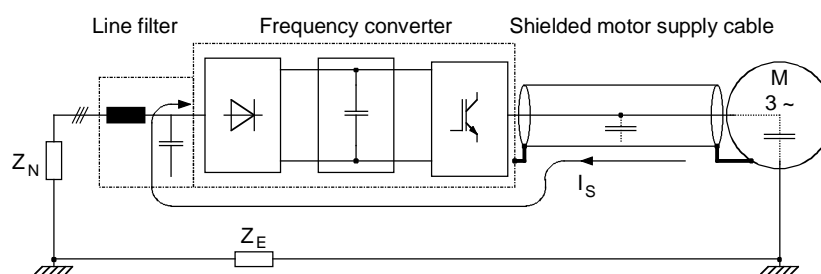 Line filter
Frequency converter
Shielded motor supply cable
M
3 ~
Z_N
I_S
Z_E